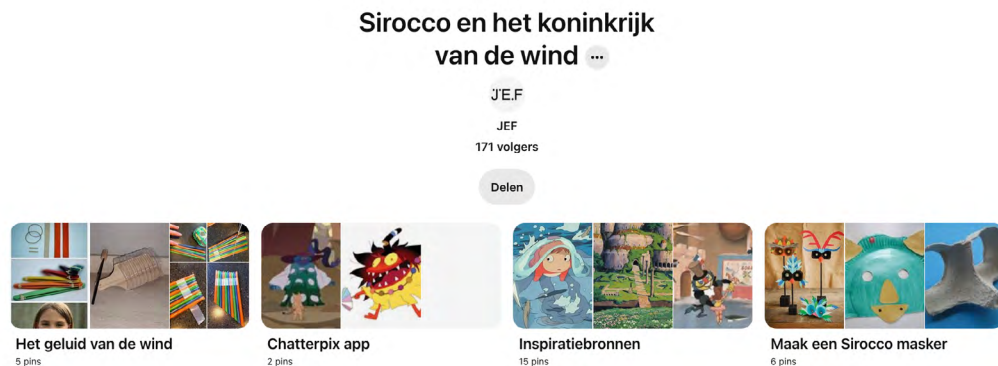 Sirocco en het koninkrijk
van de wind
J.E.F
JEF
171 volgers
Delen
Het geluid van de wind
5 pins
Chatterpix app
2 pins
Inspiratiebronnen
15 pins
Maak een Sirocco masker
6 pins